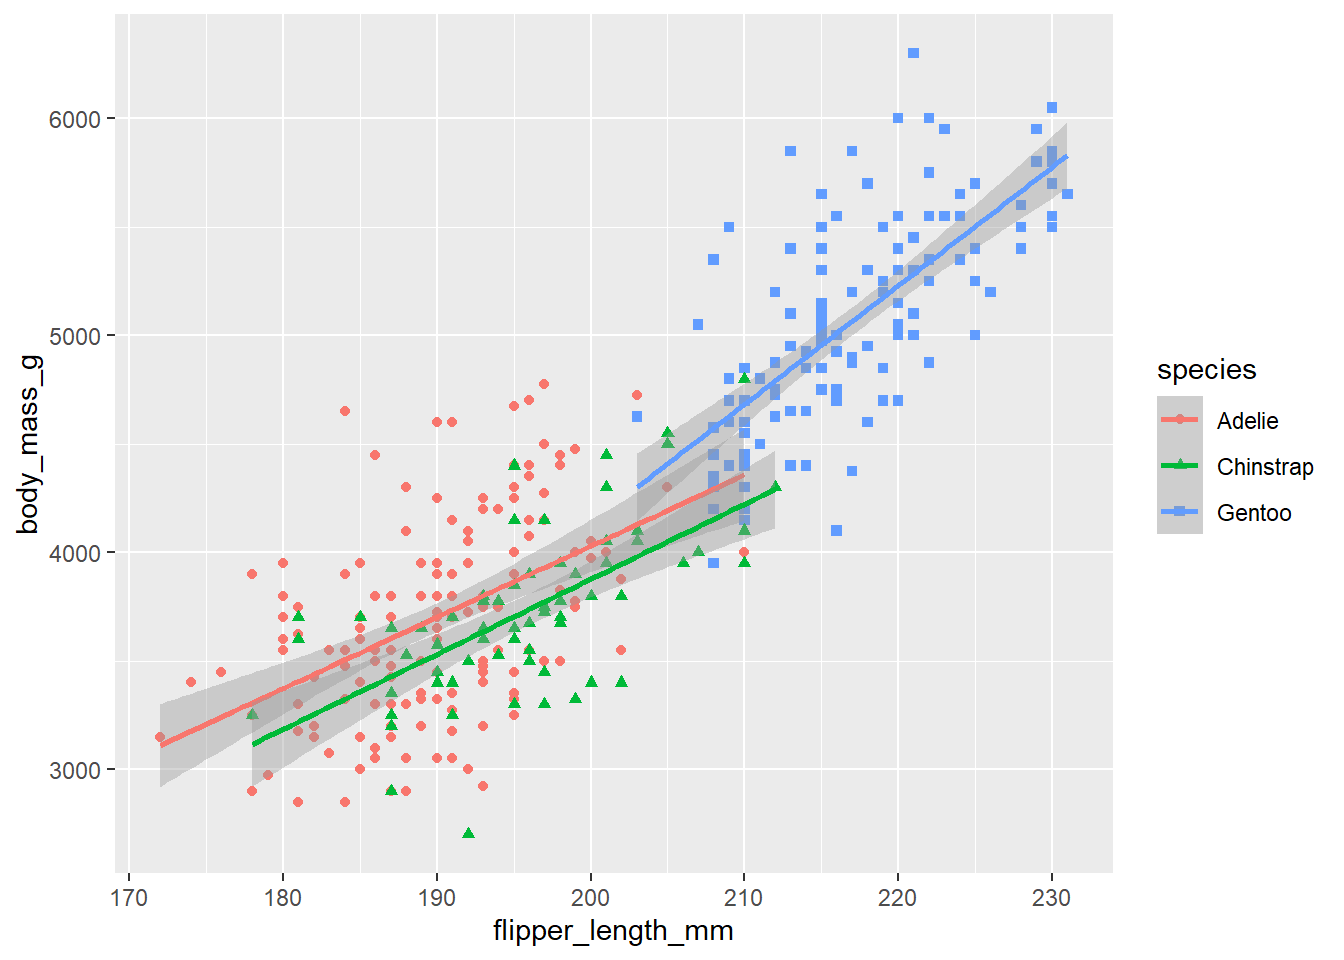 6000
5000
4000
3000
body_mass_g
170 180 190 200 210 220 230
flipper_length_mm
species
Adelie
Chinstrap
Gentoo